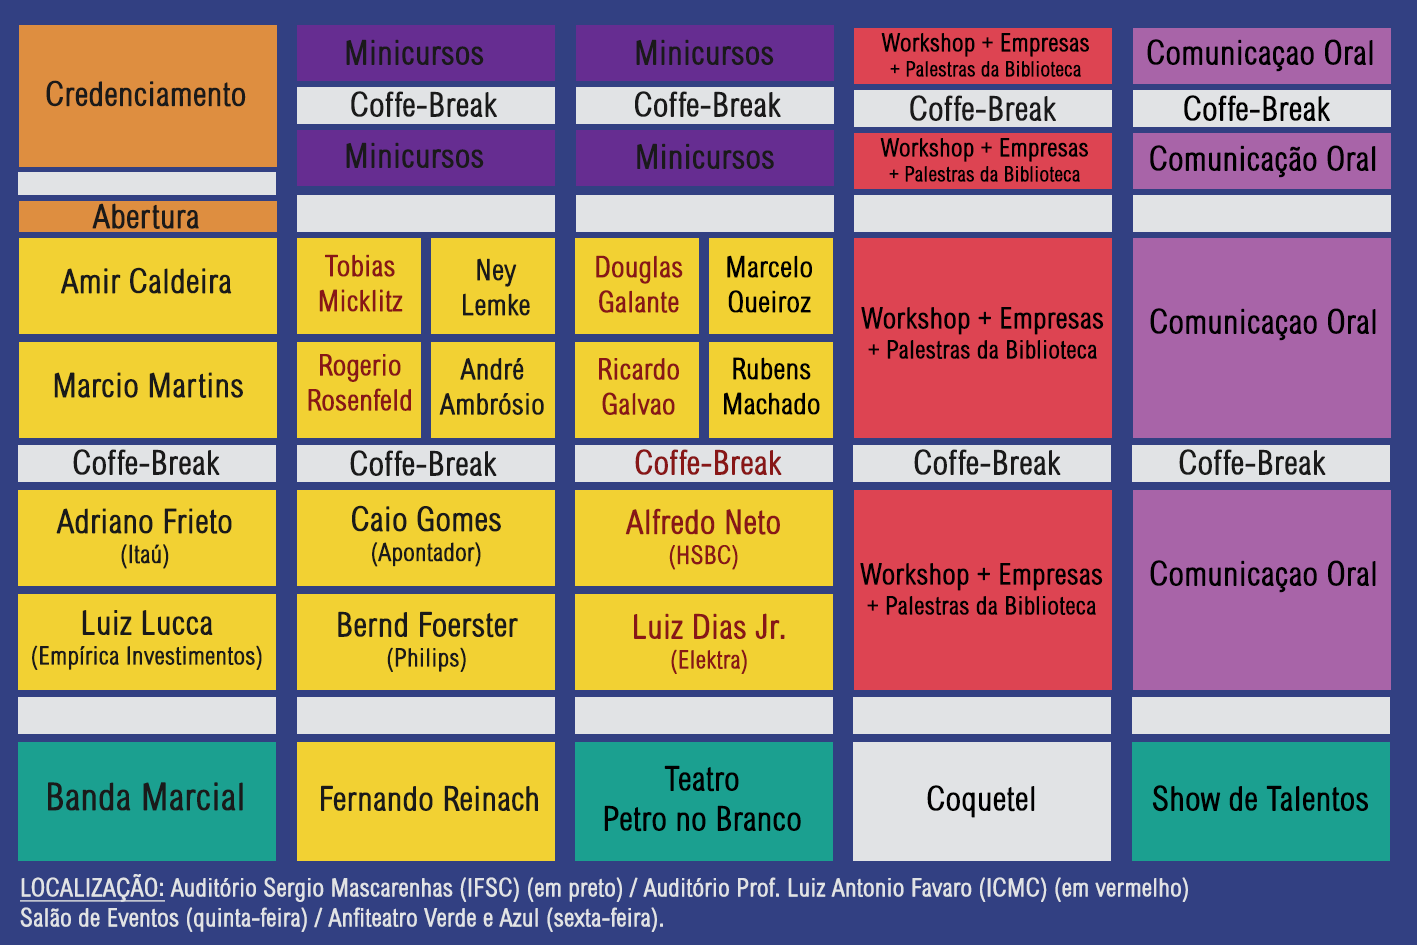 Credenciamento
Abertura
Amir Caldeira
Marcio Martins
Coffe-Break
Adriano Frieto
(Itaú)
Luiz Lucca
(Empírica Investimentos)
Banda Marcial
Minicursos
Coffe-Break
Minicursos
Tobias
Micklitz
Ney
Lemke
Rogerio
Rosenfeld
André
Ambrósio
Coffe-Break
Caio Gomes
(Apontador)
Bernd Foerster
(Philips)
Fernando Reinach
Minicursos
Coffe-Break
Minicursos
Douglas
Galante
Marcelo
Queiroz
Ricardo
Galvao
Rubens
Machado
Coffe-Break
Alfredo Neto
(HSBC)
Luiz Dias Jr.
(Elektra)
Teatro
Petro no Branco
Workshop + Empresas
+ Palestras da Biblioteca
Coffe-Break
Workshop + Empresas
+ Palestras da Biblioteca
Workshop + Empresas
+ Palestras da Biblioteca
Coffe-Break
Workshop + Empresas
+ Palestras da Biblioteca
Coquetel
Comunicaçao Oral
Coffe-Break
Comunicação Oral
Comunicaçao Oral
Coffe-Break
Comunicaçao Oral
Show de Talentos
LOCALIZAÇÃO: Auditório Sergio Mascarenhas (IFSC) (em preto) / Auditório Prof. Luiz Antonio Favaro (ICMC) (em vermelho)
Salão de Eventos (quinta-feira) / Anfiteatro Verde e Azul (sexta-feira).